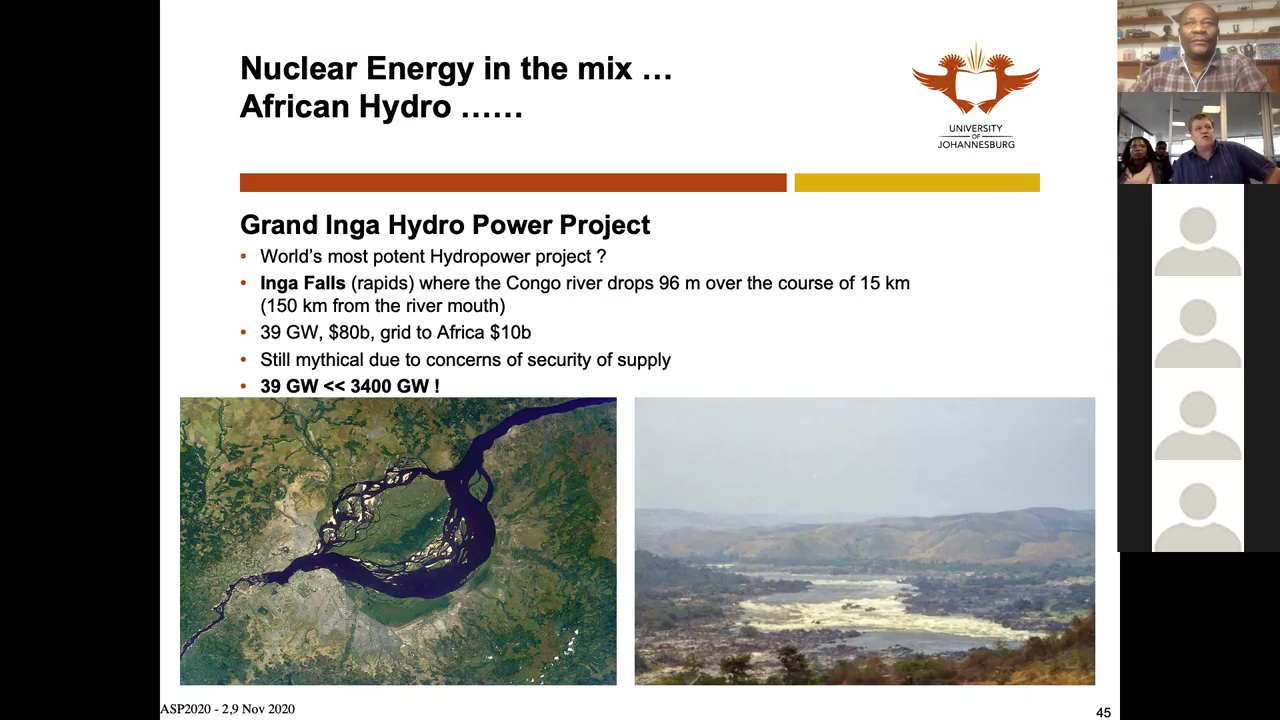 Nuclear Energy in the mix …
African Hydro ……
UNIVERSITY
OF
JOHANNESBURG
Grand Inga Hydro Power Project
• World's most potent Hydropower project ?
• Inga Falls (rapids) where the Congo river drops 96 m over the course of 15 km
(150 km from the river mouth)
• 39 GW, $80b, grid to Africa $10b
• Still mythical due to concerns of security of supply
• 39 GW << 3400 GW !
ASP2020 - 2,9 Nov 2020
45